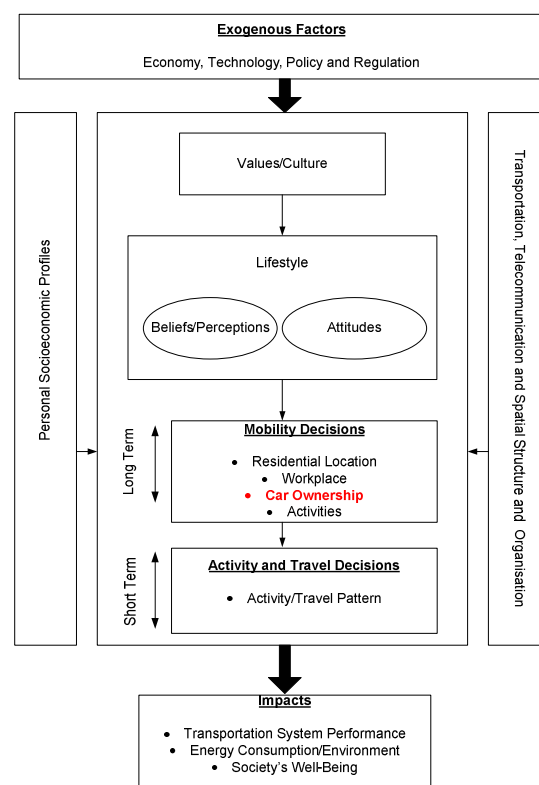 Exogenous Factors
Economy, Technology, Policy and Regulation
Personal Socioeconomic Profiles
Values/Culture
Lifestyle
Beliefs/Perceptions
Attitudes
Long Term
Mobility Decisions
• Residential Location
• Workplace
• Car Ownership
• Activities
Short Term
Activity and Travel Decisions
• Activity/Travel Pattern
Transportation, Telecommunication and Spatial Structure and Organisation
Impacts
• Transportation System Performance
• Energy Consumption/Environment
• Society's Well-Being